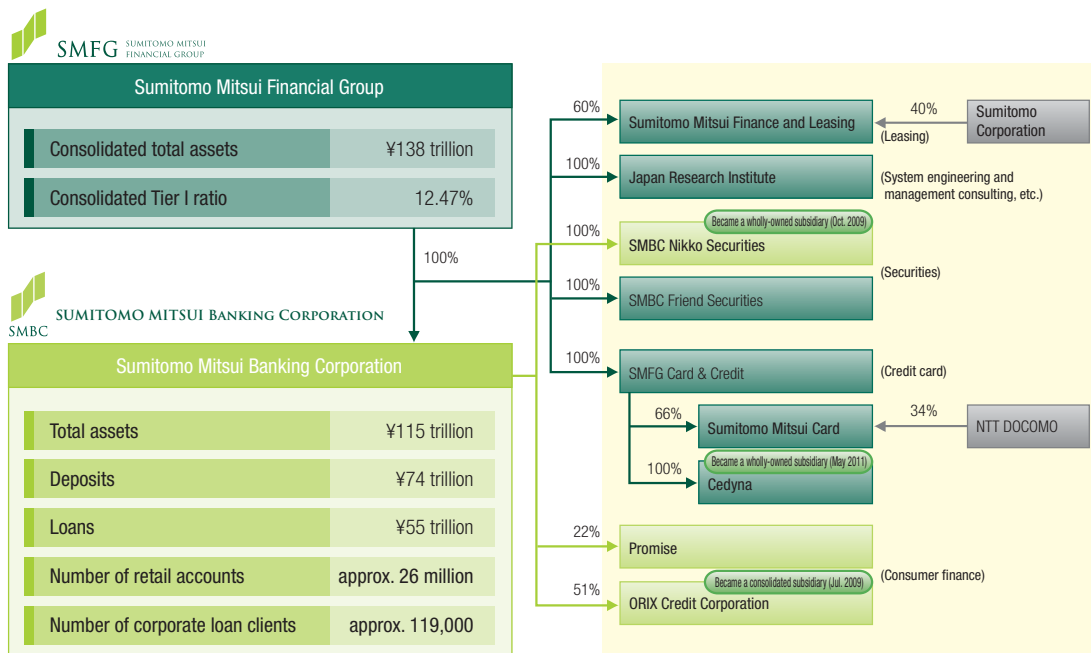 SMFG SUMITOMO MITSUI
FINANCIAL GROUP
Sumitomo Mitsui Financial Group
Consolidated total assets ¥138 trillion
Consolidated Tier I ratio 12.47%
100%
SMBC SUMITOMO MITSUI BANKING CORPORATION
Sumitomo Mitsui Banking Corporation
Total assets ¥115 trillion
Deposits ¥74 trillion
Loans ¥55 trillion
Number of retail accounts approx. 26 million
Number of corporate loan clients approx. 119,000
60% Sumitomo Mitsui Finance and Leasing (Leasing) 40% Sumitomo
Corporation
100% Japan Research Institute (System engineering and
management consulting, etc.)
Became a wholly-owned subsidiary (Oct. 2009)
100% SMBC Nikko Securities
(Securities)
100% SMBC Friend Securities
100% SMFG Card & Credit (Credit card)
66% Sumitomo Mitsui Card 34% NTT DOCOMO
Became a wholly-owned subsidiary (May 2011)
100% Cedyna
22% Promise
(Consumer finance)
Became a consolidated subsidiary (Jul. 2009)
51% ORIX Credit Corporation